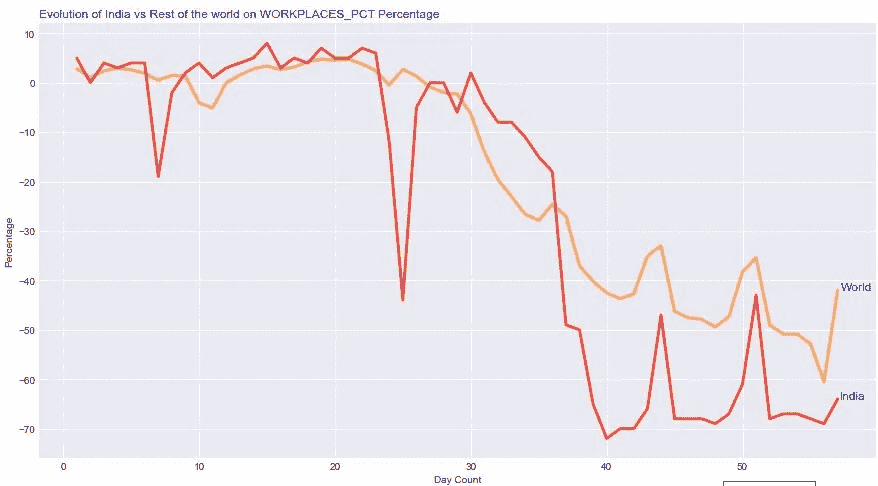 Evolution of India vs Rest of the world on WORKPLACES_PCT Percentage
10
0
−10
−20
−30
−40
−50
−60
−70
Percentage
World
India
0 10 20 30 40 50
Day Count